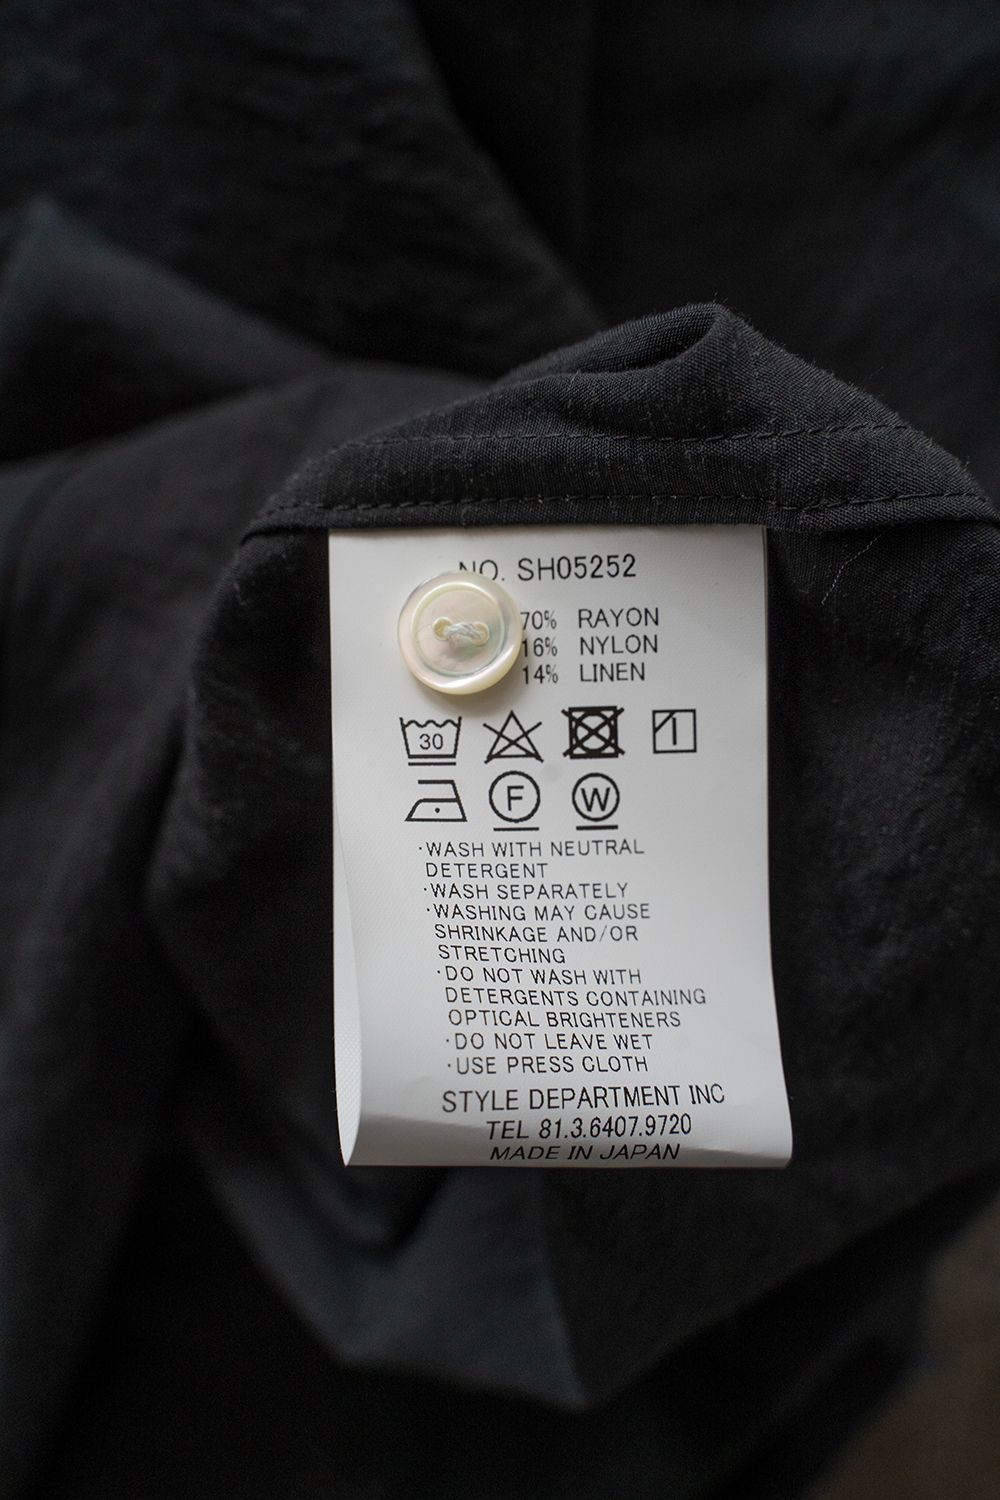 NO. SH05252
70% RAYON
16% NYLON
14% LINEN
30
F W
·WASH WITH NEUTRAL
DETERGENT
·WASH SEPARATELY
·WASHING MAY CAUSE
SHRINKAGE AND/OR
STRETCHING
·DO NOT WASH WITH
DETERGENTS CONTAINING
OPTICAL BRIGHTENERS
·DO NOT LEAVE WET
·USE PRESS CLOTH
STYLE DEPARTMENT INC
TEL 81.3.6407.9720
MADE IN JAPAN